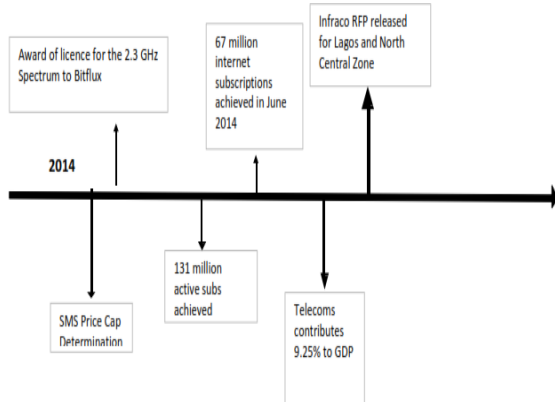 Award of licence for the 2.3 GHz
Spectrum to Bitflux
67 million
internet
subscriptions
achieved in June
2014
Infraco RFP released
for Lagos and North
Central Zone
2014
SMS Price Cap
Determination
131 million
active subs
achieved
Telecoms
contributes
9.25% to GDP